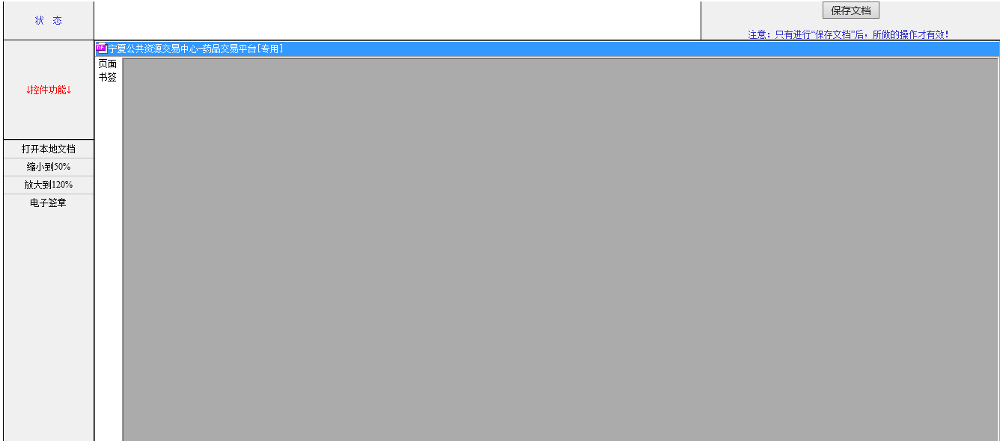 状 态
保存文档
注意：只有进行“保存文档”后，所做的操作才有效！
TIF
宁夏公共资源交易中心-药品交易平台[专用]
页面
书签
↓控件功能↓
打开本地文档
缩小到50%
放大到120%
电子签章